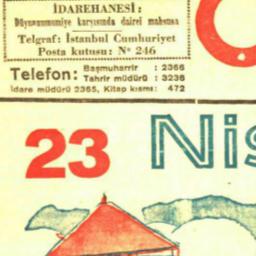 İDAREHANESİ:
Düyunuumumiye karşısında dairei mahsusa
Telgraf: İstanbul Cumhuriyet
Posta kutusu: Nº 246
Telefon: Başmuharrir : 2366
Tahrir müdürü : 3236
İdare müdürü 2365, Kitap kısmı: 472
23 Nis